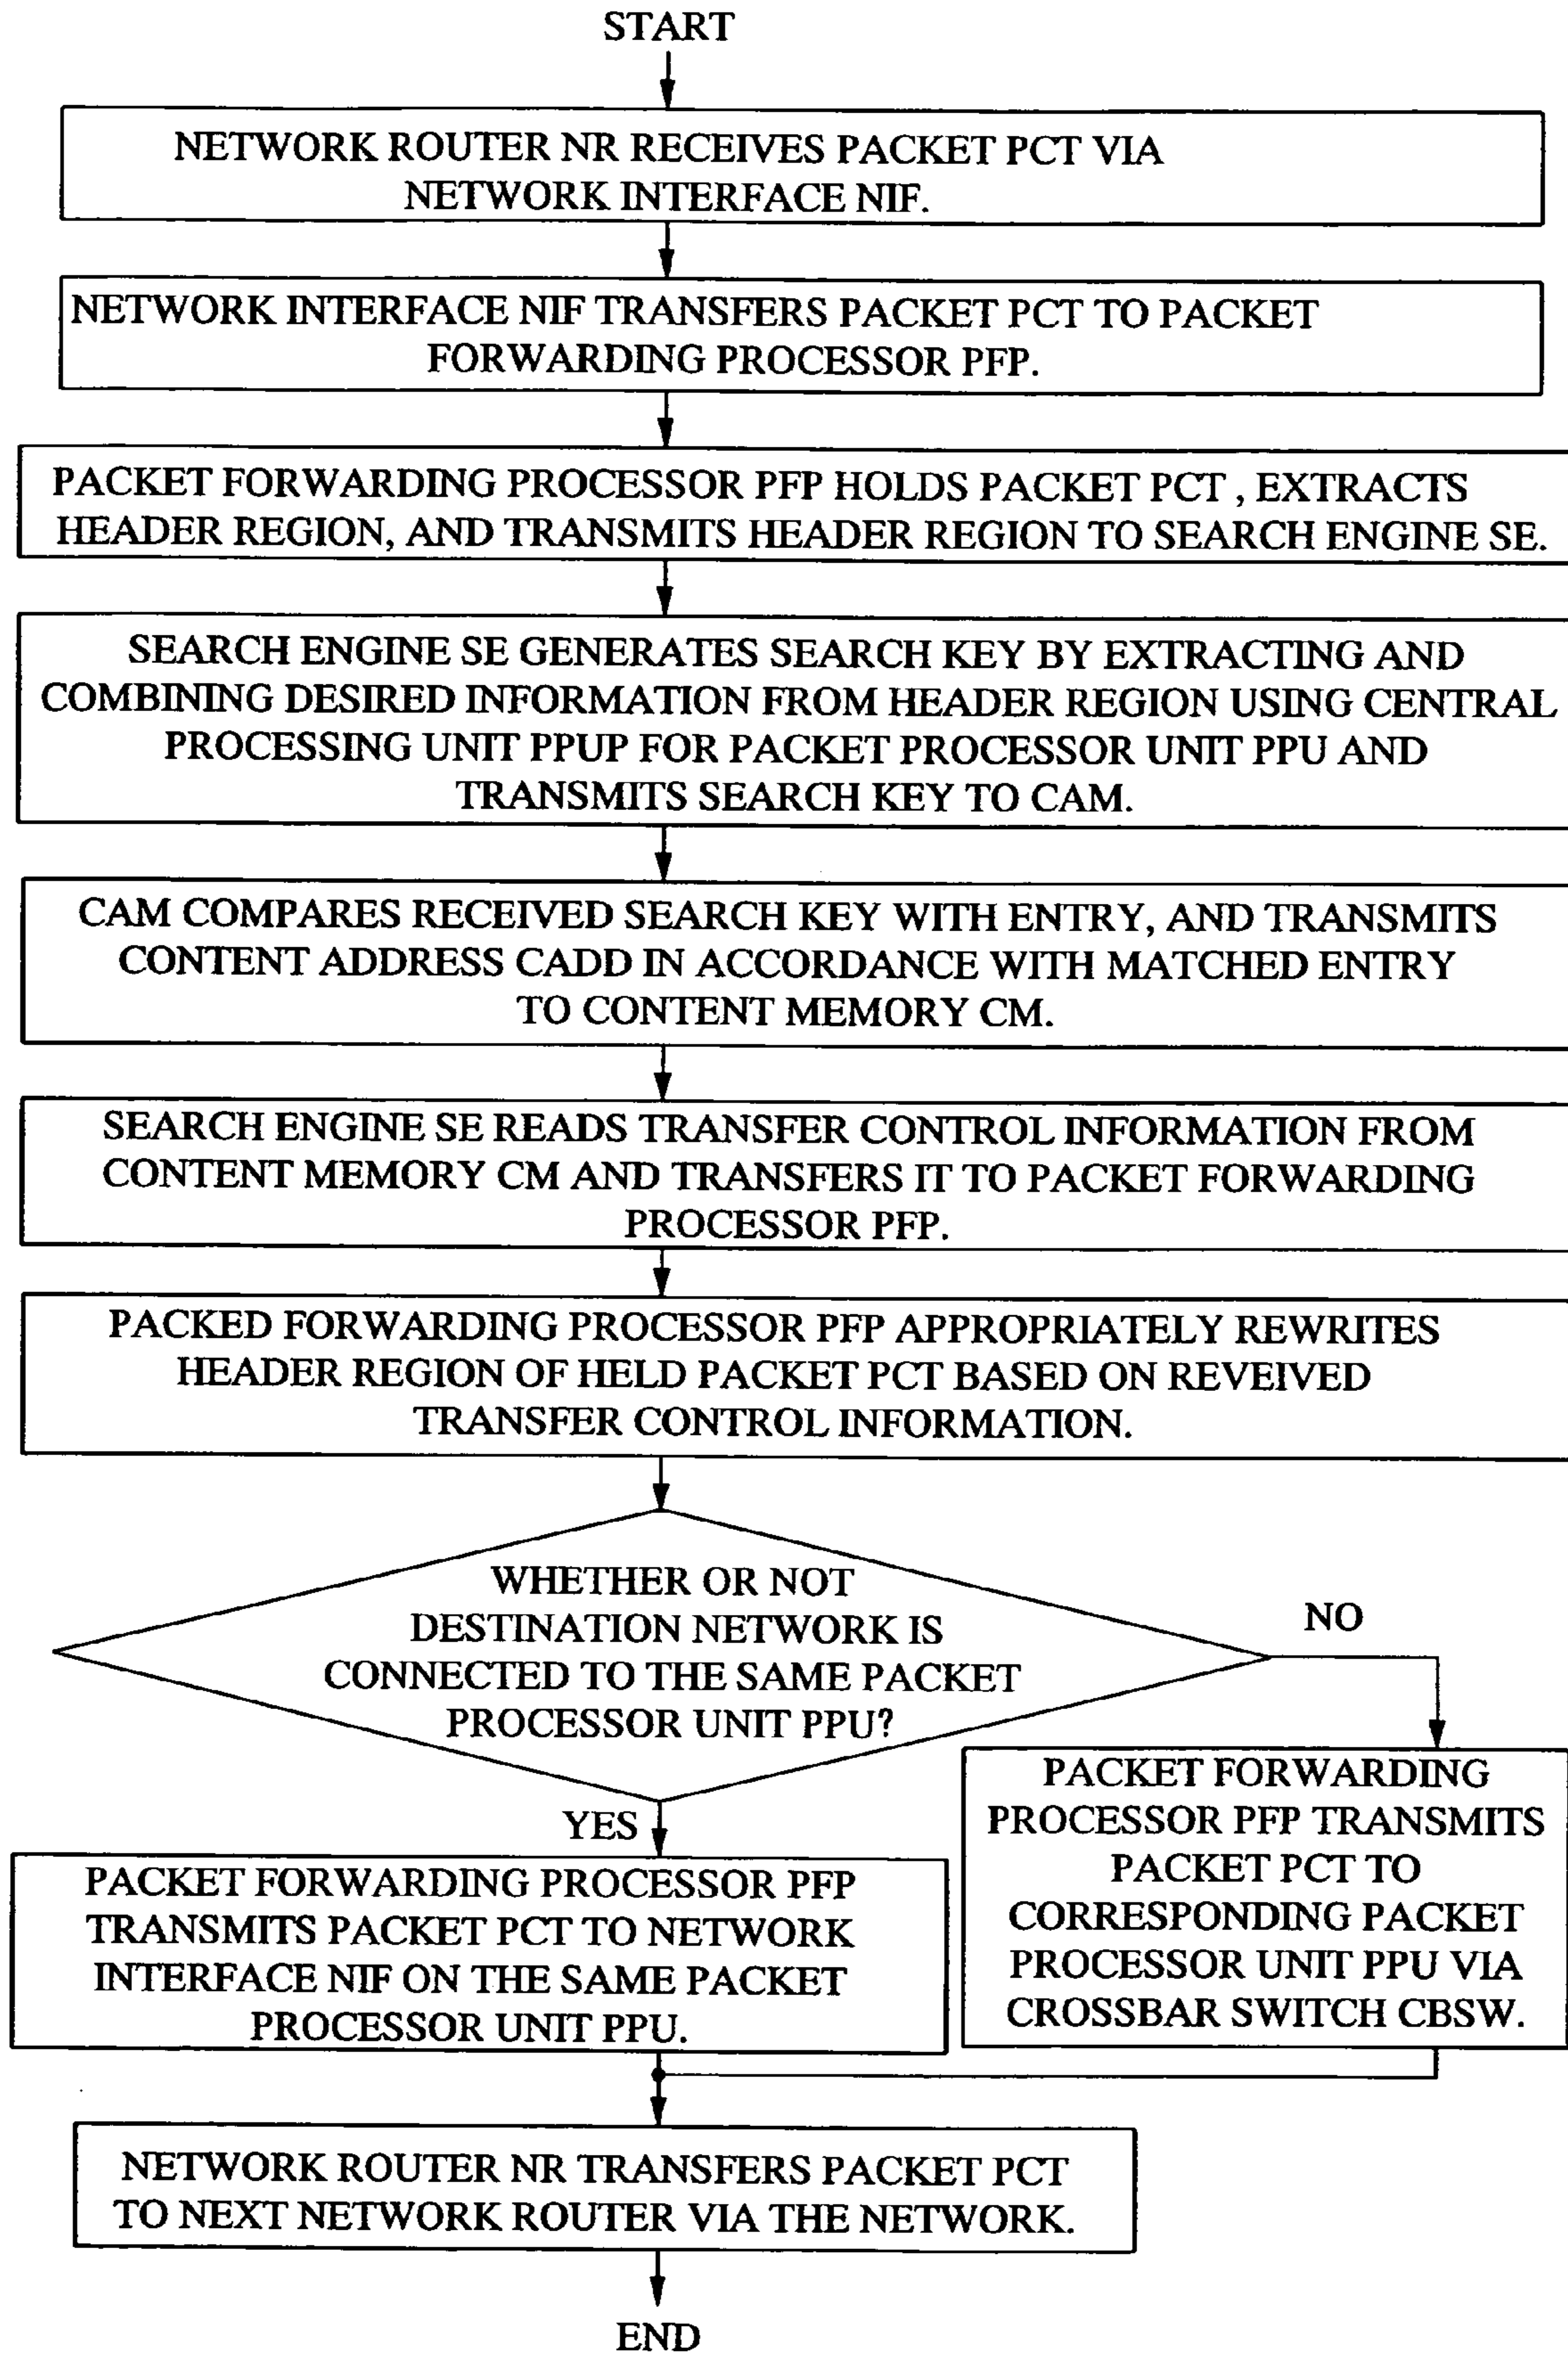 START
NETWORK ROUTER NR RECEIVES PACKET PCT VIA
NETWORK INTERFACE NIF.
NETWORK INTERFACE NIF TRANSFERS PACKET PCT TO PACKET
FORWARDING PROCESSOR PFP.
PACKET FORWARDING PROCESSOR PFP HOLDS PACKET PCT , EXTRACTS
HEADER REGION, AND TRANSMITS HEADER REGION TO SEARCH ENGINE SE.
SEARCH ENGINE SE GENERATES SEARCH KEY BY EXTRACTING AND
COMBINING DESIRED INFORMATION FROM HEADER REGION USING CENTRAL
PROCESSING UNIT PPUP FOR PACKET PROCESSOR UNIT PPU AND
TRANSMITS SEARCH KEY TO CAM.
CAM COMPARES RECEIVED SEARCH KEY WITH ENTRY, AND TRANSMITS
CONTENT ADDRESS CADD IN ACCORDANCE WITH MATCHED ENTRY
TO CONTENT MEMORY CM.
SEARCH ENGINE SE READS TRANSFER CONTROL INFORMATION FROM
CONTENT MEMORY CM AND TRANSFERS IT TO PACKET FORWARDING
PROCESSOR PFP.
PACKED FORWARDING PROCESSOR PFP APPROPRIATELY REWRITES
HEADER REGION OF HELD PACKET PCT BASED ON REVEIVED
TRANSFER CONTROL INFORMATION.
WHETHER OR NOT
DESTINATION NETWORK IS
CONNECTED TO THE SAME PACKET
PROCESSOR UNIT PPU?
NO
PACKET FORWARDING
PROCESSOR PFP TRANSMITS
PACKET PCT TO
CORRESPONDING PACKET
PROCESSOR UNIT PPU VIA
CROSSBAR SWITCH CBSW.
YES
PACKET FORWARDING PROCESSOR PFP
TRANSMITS PACKET PCT TO NETWORK
INTERFACE NIF ON THE SAME PACKET
PROCESSOR UNIT PPU.
NETWORK ROUTER NR TRANSFERS PACKET PCT
TO NEXT NETWORK ROUTER VIA THE NETWORK.
END